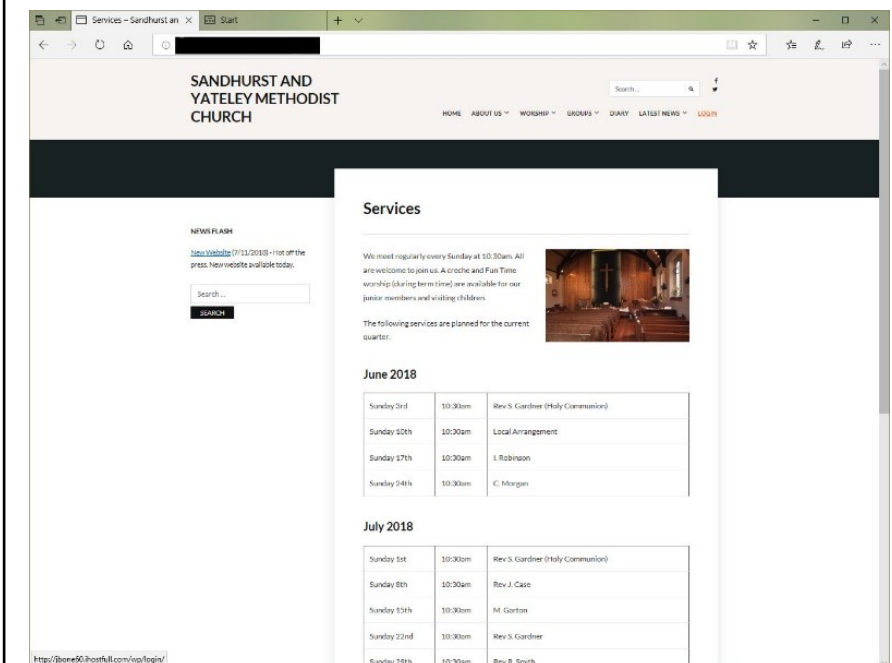 Services – Sandhurst an
Start
SANDHURST AND
YATELEY METHODIST
CHURCH
Search ...
HOME ABOUT US WORSHIP GROUPS DIARY LATEST NEWS LOGIN
Services
NEWS FLASH
New Website (7/11/2018) - Hot off the
press. New website available today.
Search ...
SEARCH
We meet regularly every Sunday at 10:30am. All
are welcome to join us. A creche and Fun Time
worship (during term time) are available for our
junior members and visiting children.
The following services are planned for the current
quarter.
June 2018
Sunday 3rd 10:30am Rev S. Gardner (Holy Communion)
Sunday 10th 10:30am Local Arrangement
Sunday 17th 10:30am I. Robinson
Sunday 24th 10:30am C. Morgan
July 2018
Sunday 1st 10:30am Rev S. Gardner (Holy Communion)
Sunday 8th 10:30am Rev J. Case
Sunday 15th 10:30am M. Garton
Sunday 22nd 10:30am Rev S. Gardner
Sunday 29th 10:30am Rev R. Smith
http://jbone60.ihostfull.com/wp/login/